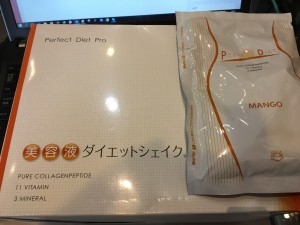 Perfect Diet Pro
美容液ダイエットシェイク
PURE COLLAGENPEPTIDE
11 VITAMIN
3 MINERAL
MANGO